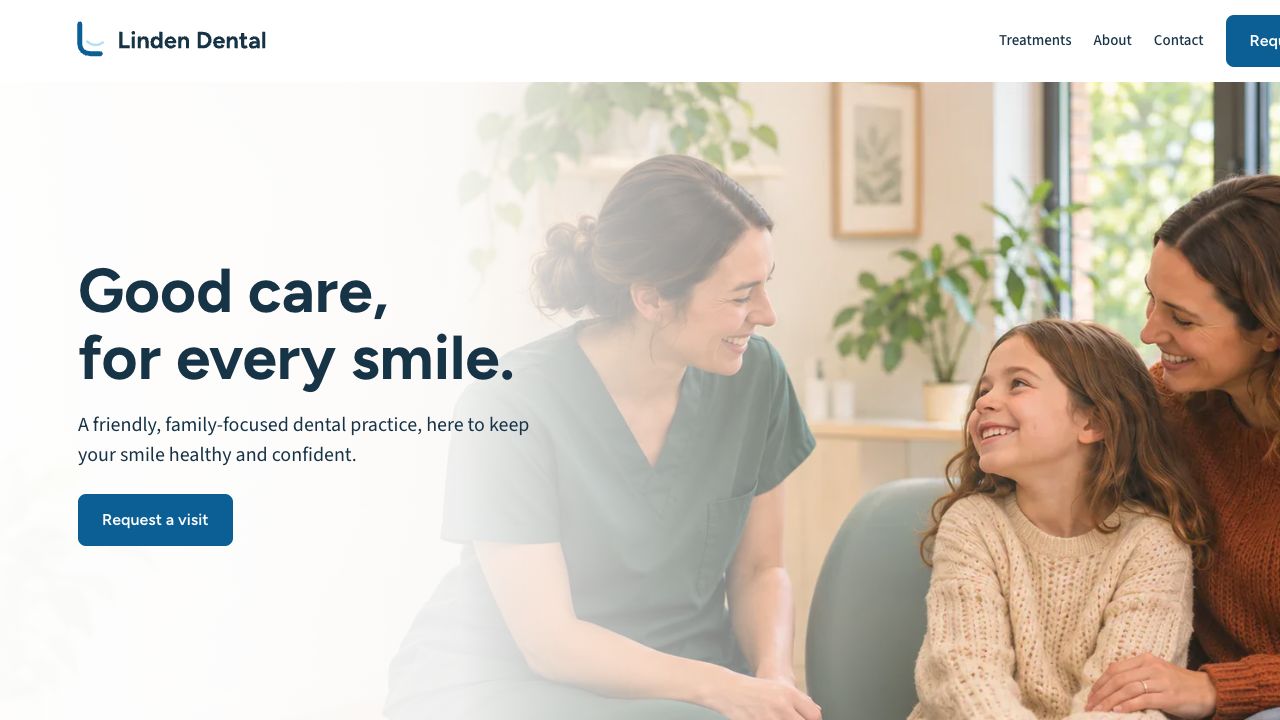 Linden Dental
Treatments
About
Contact
Good care,
for every smile.
A friendly, family-focused dental practice, here to keep
your smile healthy and confident.
Request a visit